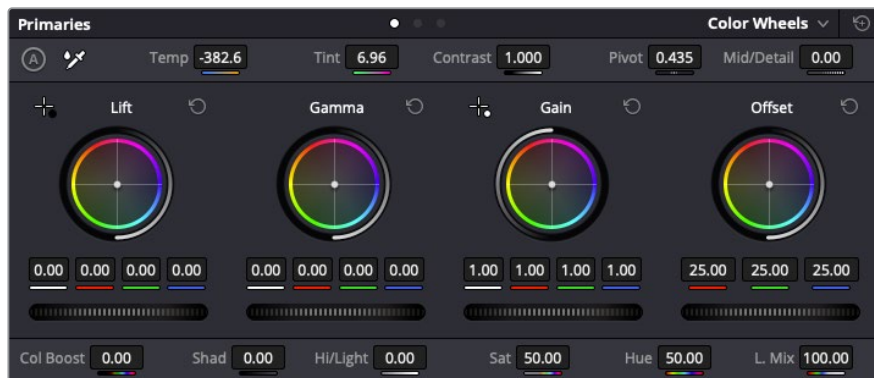 Primaries Color Wheels
A Temp -382.6 Tint 6.96 Contrast 1.000 Pivot 0.435 Mid/Detail 0.00
Lift Gamma Gain Offset
0.00 0.00 0.00 0.00 0.00 0.00 0.00 0.00 1.00 1.00 1.00 1.00 25.00 25.00 25.00
Col Boost 0.00 Shad 0.00 Hi/Light 0.00 Sat 50.00 Hue 50.00 L. Mix 100.00